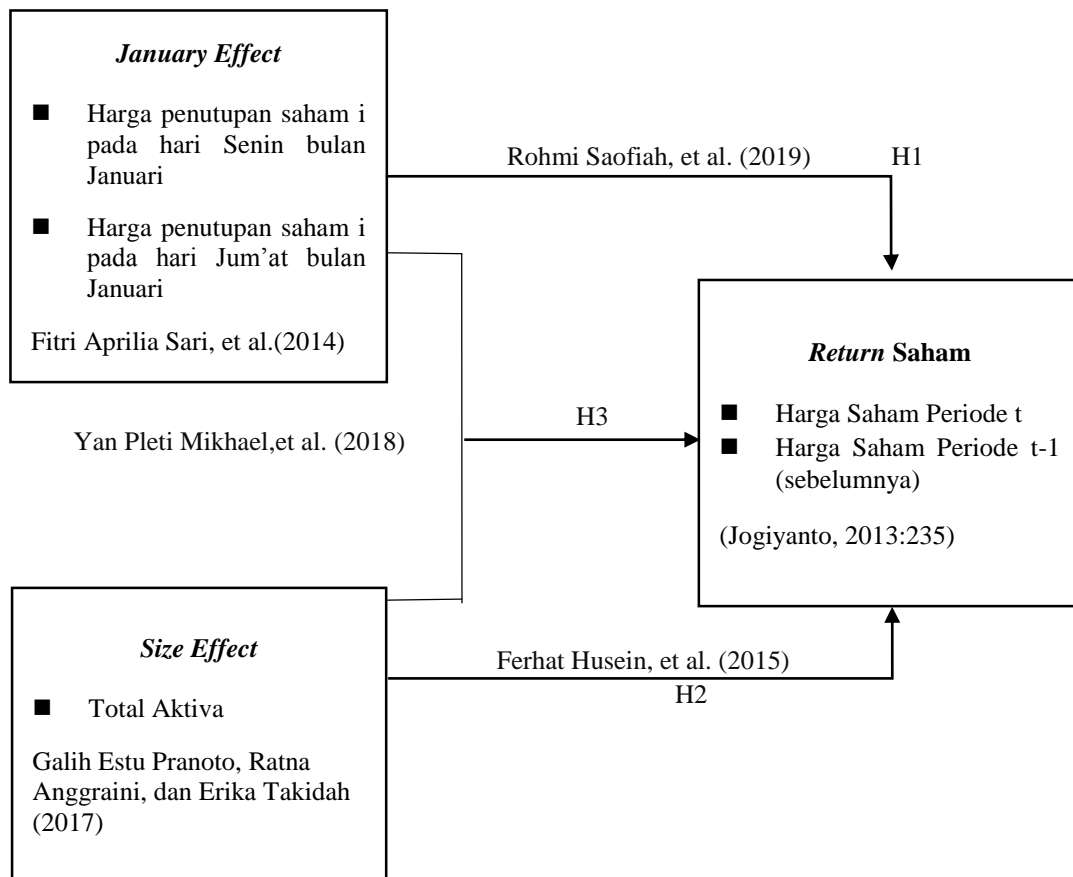 January Effect
■ Harga penutupan saham i
pada hari Senin bulan
Januari
■ Harga penutupan saham i
pada hari Jum’at bulan
Januari
Fitri Aprilia Sari, et al.(2014)
Rohmi Saofiah, et al. (2019) H1
Yan Pleti Mikhael,et al. (2018)
H3
Return Saham
■ Harga Saham Periode t
■ Harga Saham Periode t-1
(sebelumnya)
(Jogiyanto, 2013:235)
Size Effect
■ Total Aktiva
Galih Estu Pranoto, Ratna
Anggraini, dan Erika Takidah
(2017)
Ferhat Husein, et al. (2015)
H2